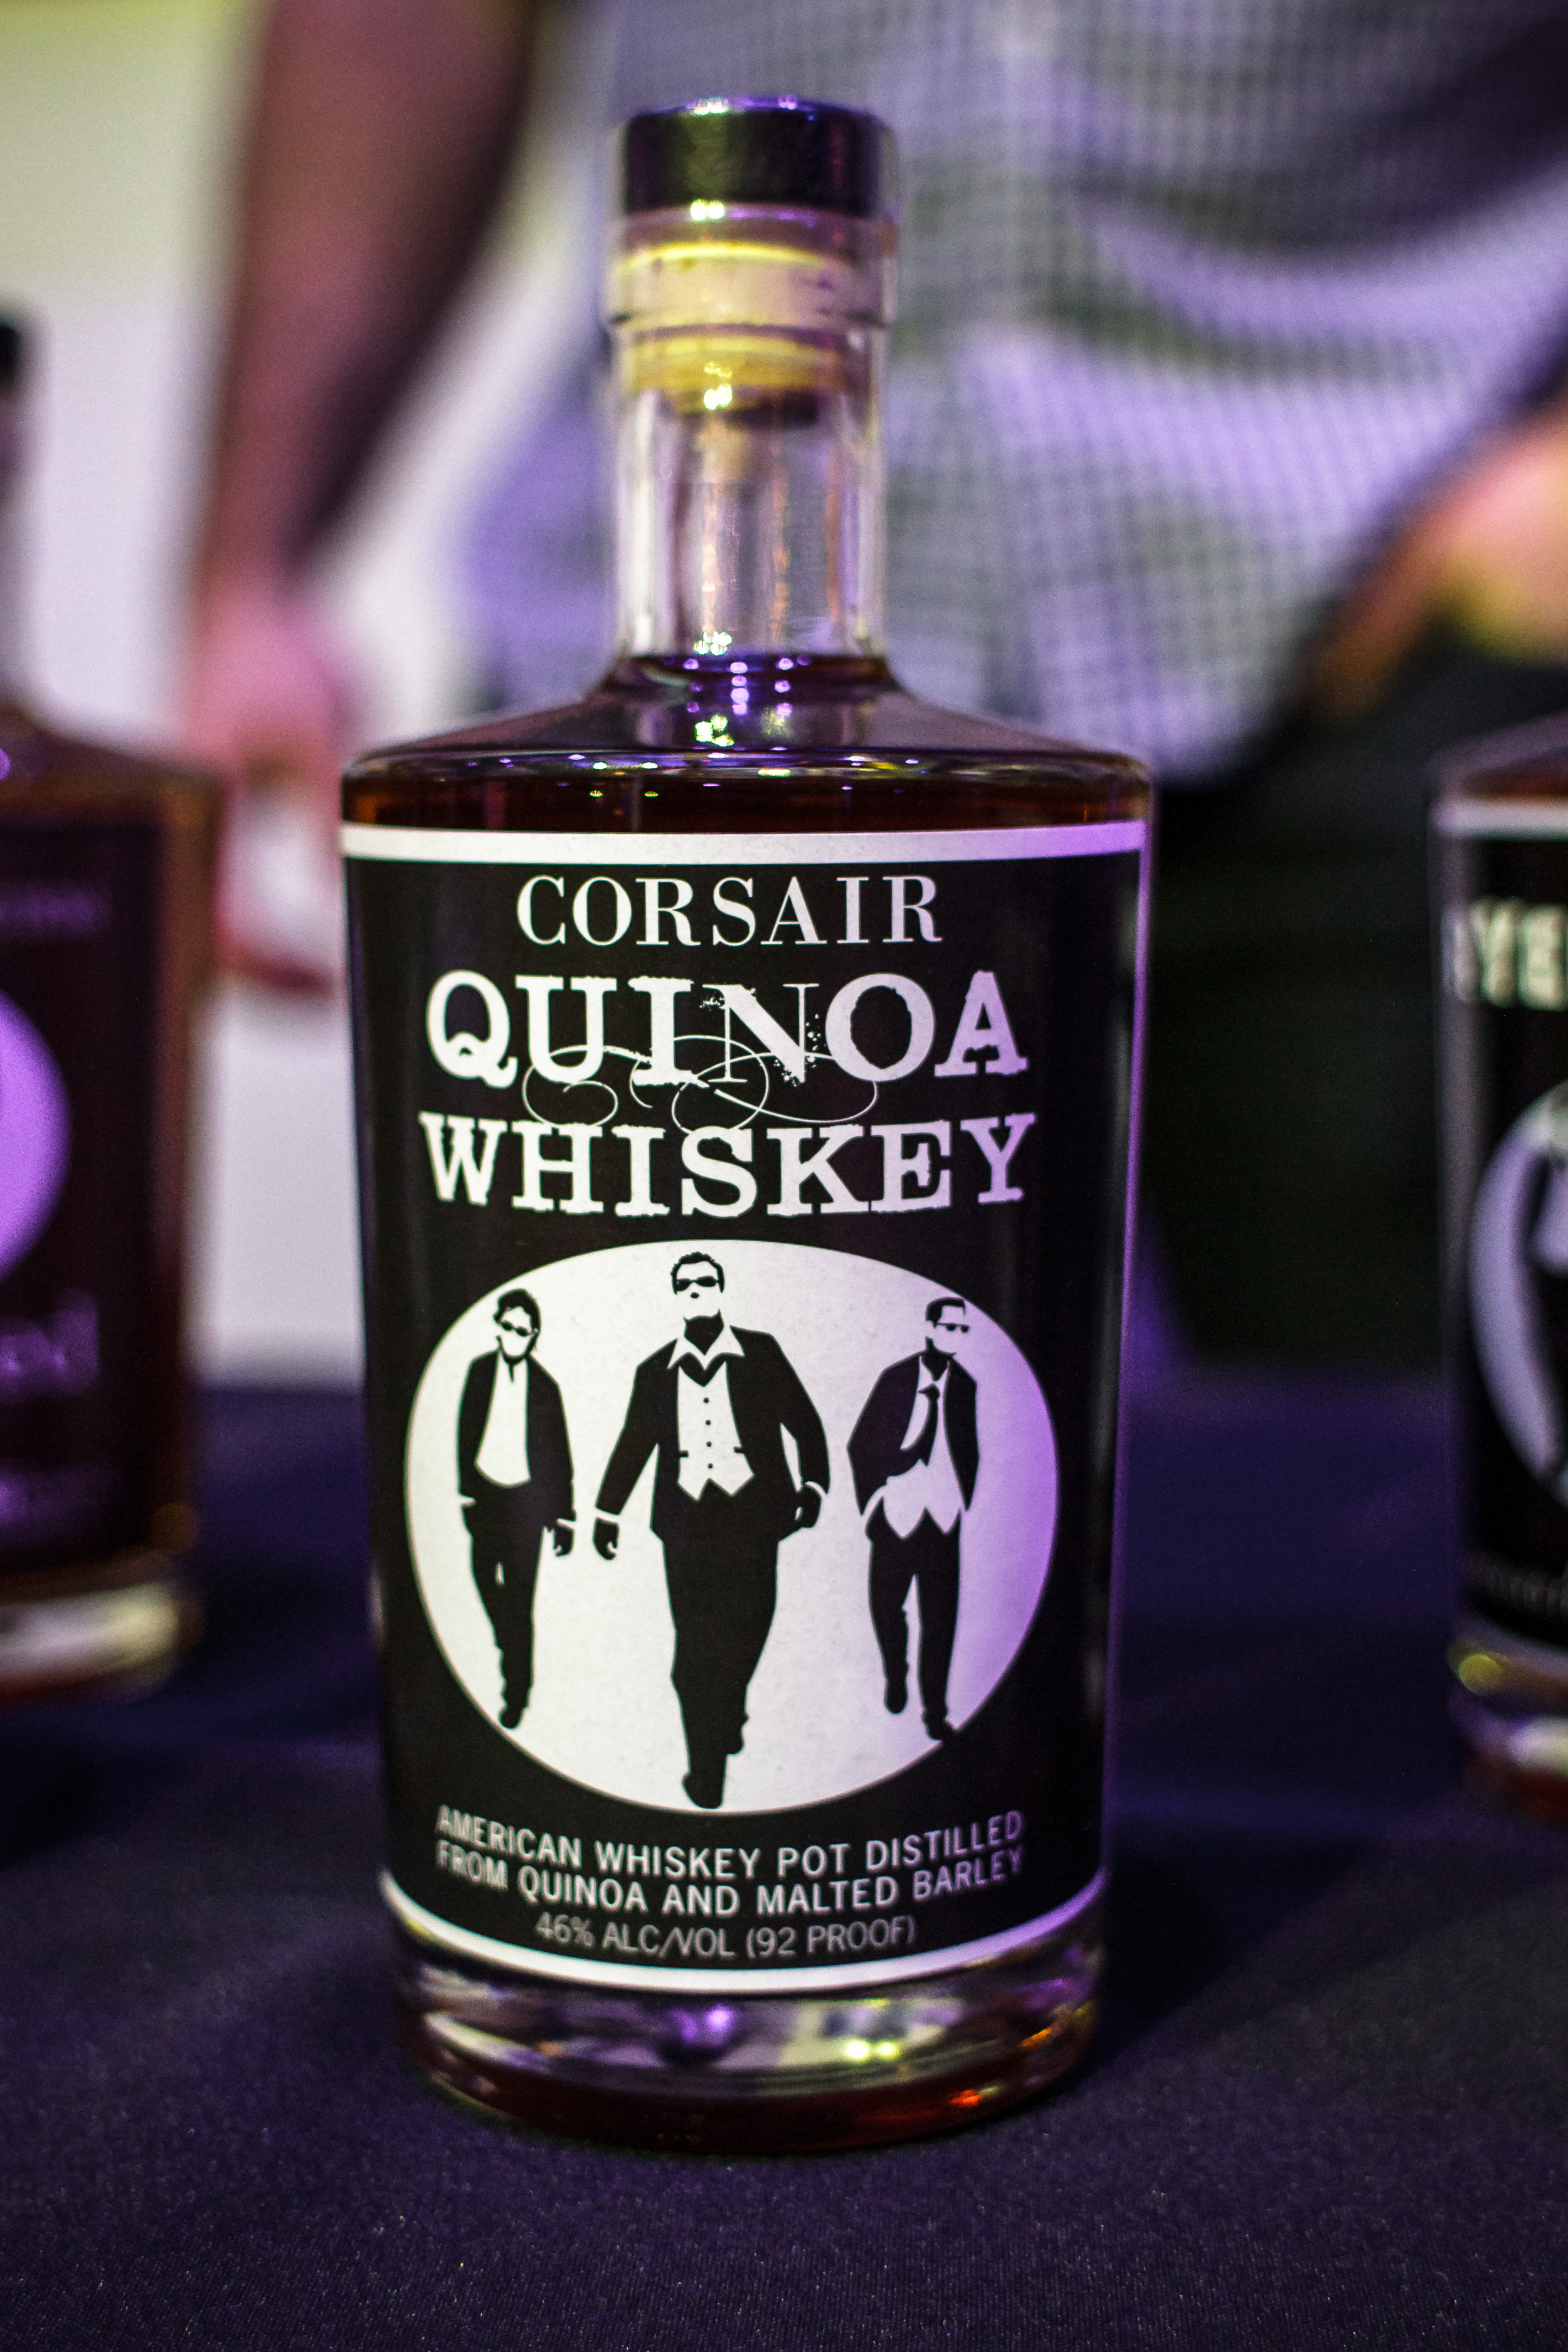 CORSAIR
QUINOA
WHISKEY
AMERICAN WHISKEY POT DISTILLED
FROM QUINOA AND MALTED BARLEY
46% ALC/VOL (92 PROOF)